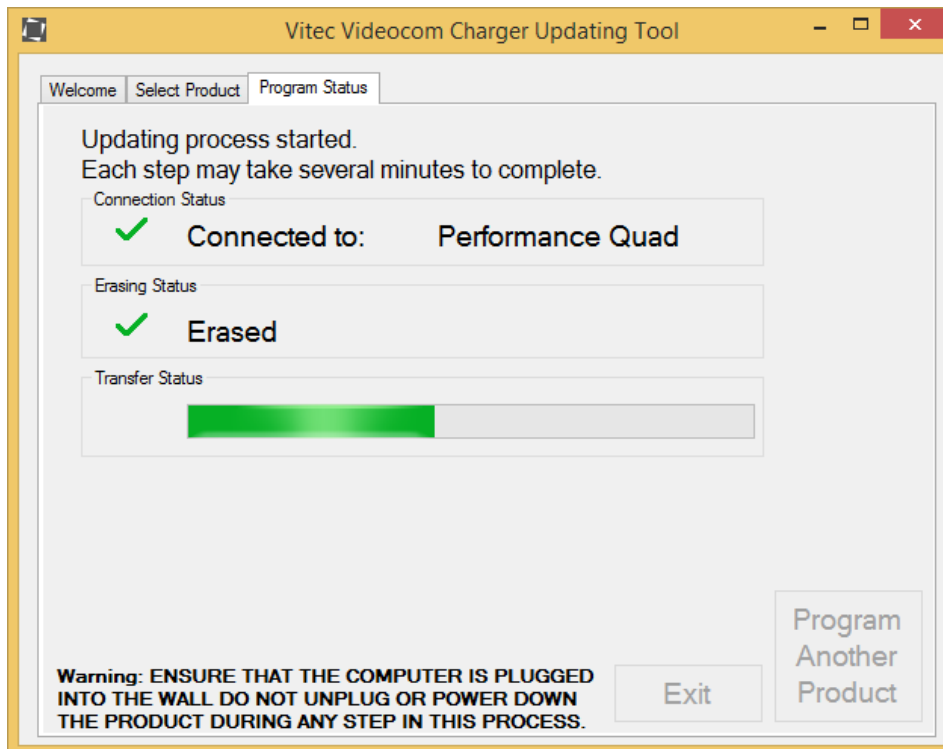 Vitec Videocom Charger Updating Tool
Welcome Select Product Program Status
Updating process started.
Each step may take several minutes to complete.
Connection Status
Connected to: Performance Quad
Erasing Status
Erased
Transfer Status
Warning: ENSURE THAT THE COMPUTER IS PLUGGED
INTO THE WALL DO NOT UNPLUG OR POWER DOWN
THE PRODUCT DURING ANY STEP IN THIS PROCESS.
Exit
Program
Another
Product